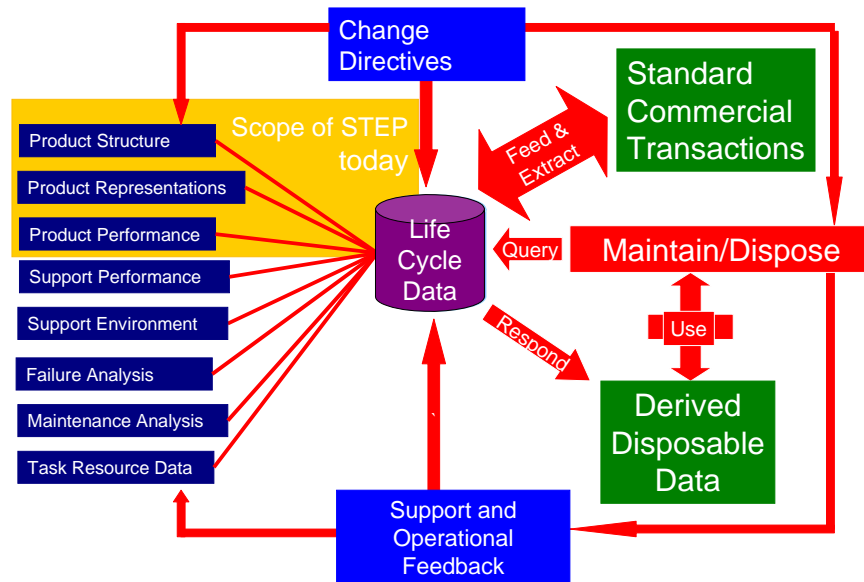 Change
Directives
Standard
Commercial
Transactions
Scope of STEP
today
Feed &
Extract
Product Structure
Product Representations
Product Performance
Support Performance
Support Environment
Failure Analysis
Maintenance Analysis
Task Resource Data
Life
Cycle
Data
Query
Maintain/Dispose
Respond
Use
Derived
Disposable
Data
Support and
Operational
Feedback